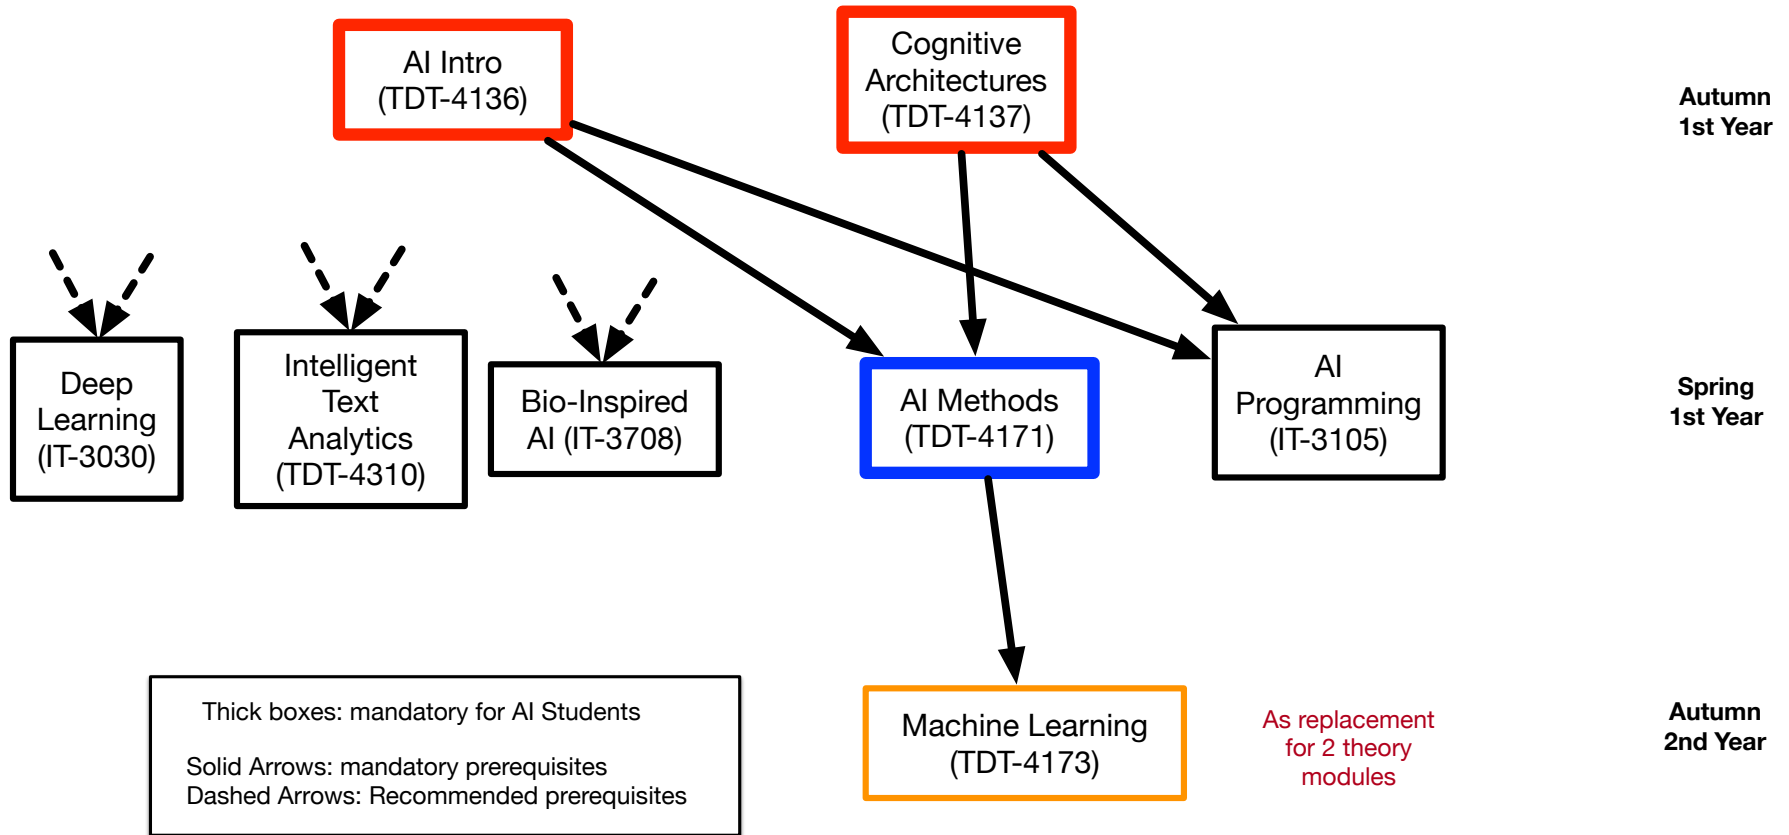 AI Intro
(TDT-4136)
Cognitive
Architectures
(TDT-4137)
Autumn
1st Year
Deep
Learning
(IT-3030)
Intelligent
Text
Analytics
(TDT-4310)
Bio-Inspired
AI (IT-3708)
AI Methods
(TDT-4171)
AI
Programming
(IT-3105)
Spring
1st Year
Thick boxes: mandatory for AI Students
Solid Arrows: mandatory prerequisites
Dashed Arrows: Recommended prerequisites
Machine Learning
(TDT-4173)
As replacement
for 2 theory
modules
Autumn
2nd Year